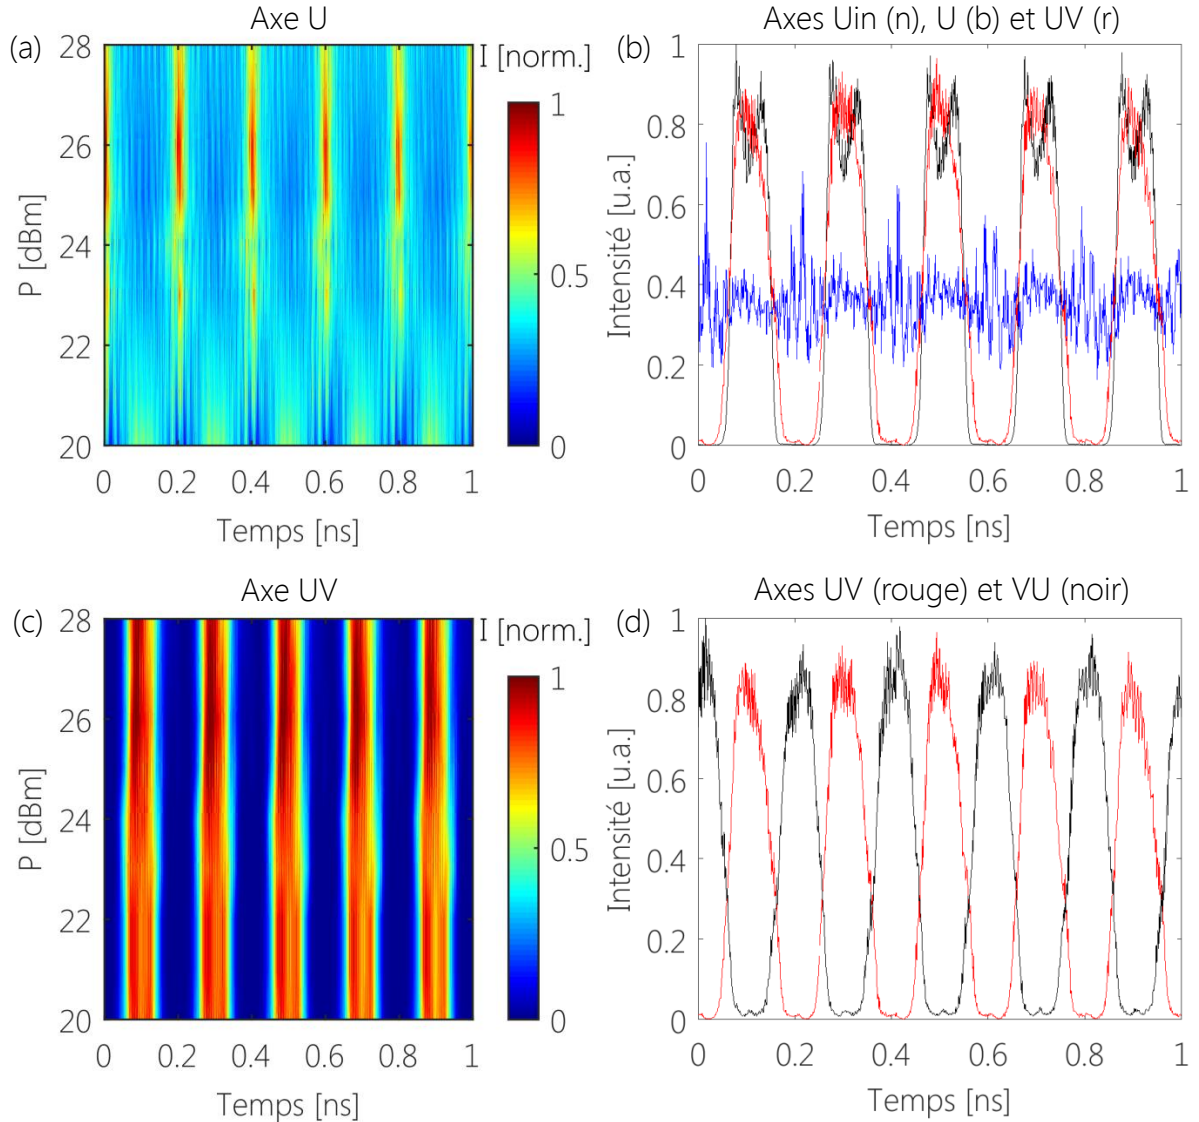 Axe U
(a)
28
26
24
22
20
P [dBm]
0 0.2 0.4 0.6 0.8 1
Temps [ns]
I [norm.]
1
0.5
0
Axes Uin (n), U (b) et UV (r)
(b)
1
0.8
0.6
0.4
0.2
0
Intensité [u.a.]
0 0.2 0.4 0.6 0.8 1
Temps [ns]
Axe UV
(c)
28
26
24
22
20
P [dBm]
0 0.2 0.4 0.6 0.8 1
Temps [ns]
I [norm.]
1
0.5
0
Axes UV (rouge) et VU (noir)
(d)
1
0.8
0.6
0.4
0.2
0
Intensité [u.a.]
0 0.2 0.4 0.6 0.8 1
Temps [ns]